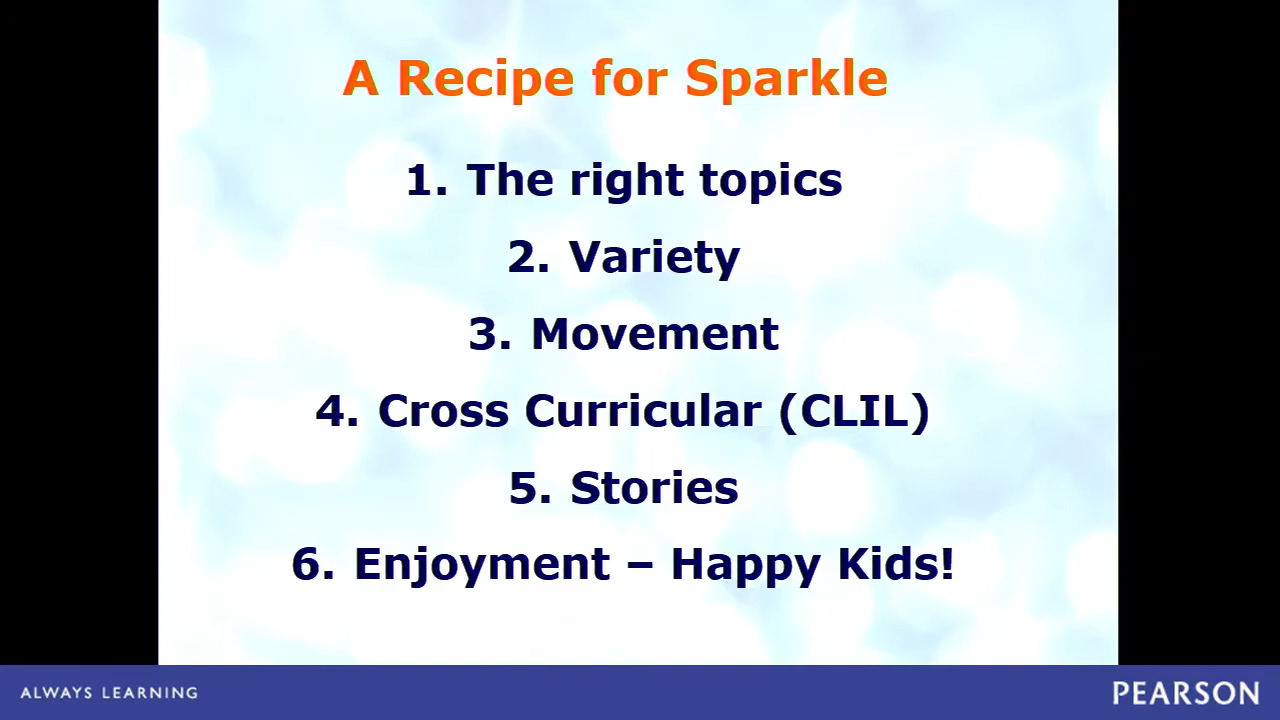 A Recipe for Sparkle
1. The right topics
2. Variety
3. Movement
4. Cross Curricular (CLIL)
5. Stories
6. Enjoyment – Happy Kids!
ALWAYS LEARNING
PEARSON